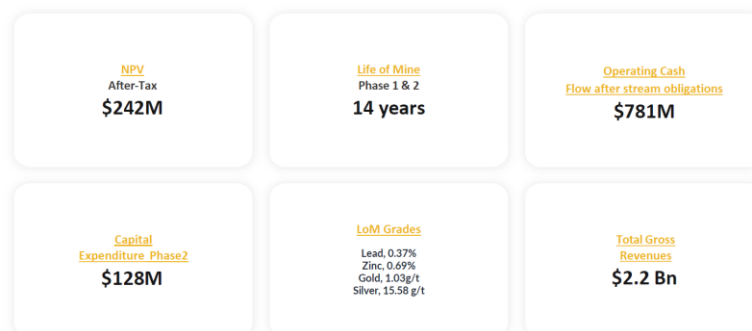 NPV
After-Tax
$242M
Life of Mine
Phase 1 & 2
14 years
Operating Cash
Flow after stream obligations
$781M
Capital
Expenditure Phase2
$128M
LoM Grades
Lead, 0.37%
Zinc, 0.69%
Gold, 1.03g/t
Silver, 15.58 g/t
Total Gross
Revenues
$2.2 Bn